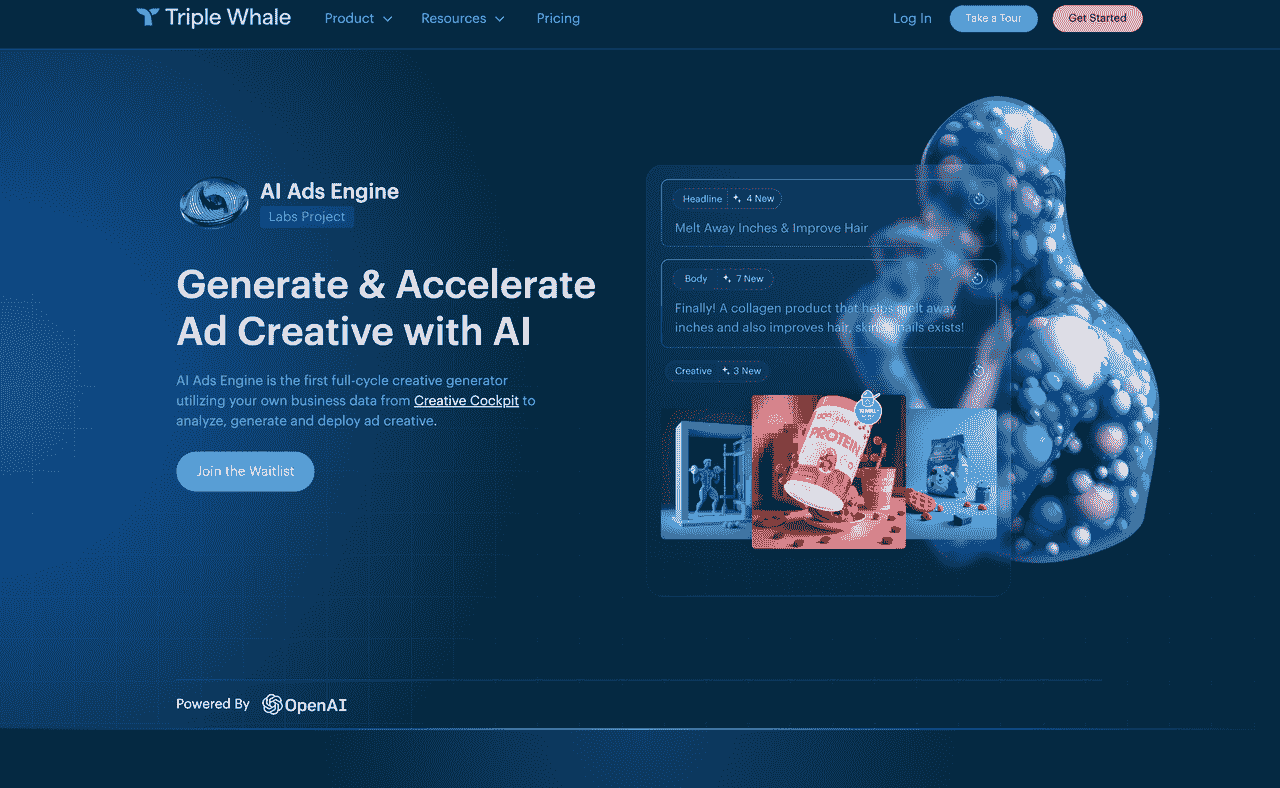 Triple Whale
Product
Resources
Pricing
Log In
Take a Tour
Get Started
AI Ads Engine
Labs Project
Generate & Accelerate
Ad Creative with AI
AI Ads Engine is the first full-cycle creative generator
utilizing your own business data from Creative Cockpit to
analyze, generate and deploy ad creative.
Join the Waitlist
Headline 4 New
Melt Away Inches & Improve Hair
Body 7 New
Finally! A collagen product that helps melt away
inches and also improves hair, skin, nails exists!
Creative 3 New
PROTEIN
Powered By OpenAI